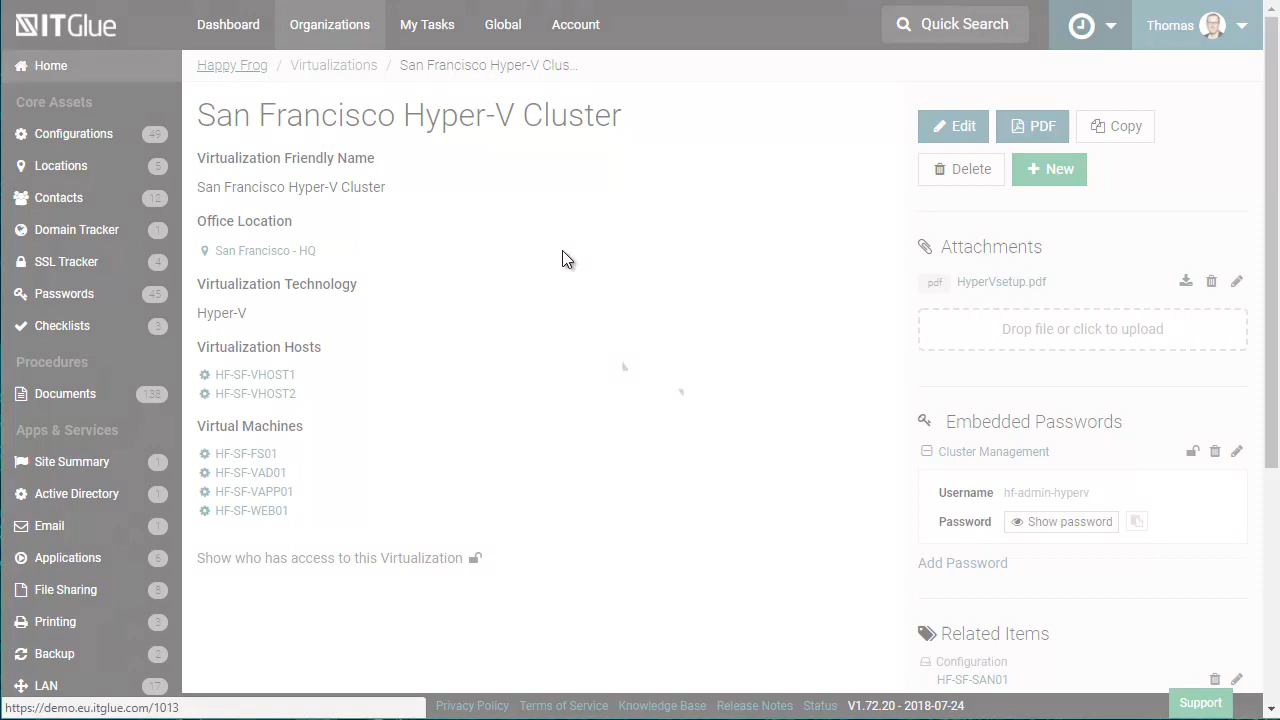 ITGlue
Dashboard
Organizations
My Tasks
Global
Account
Quick Search
Thomas
Home
Happy Frog / Virtualizations / San Francisco Hyper-V Clus...
Core Assets
Configurations 49
Locations 5
Contacts 12
Domain Tracker 1
SSL Tracker 4
Passwords 45
Checklists 3
Procedures
Documents 138
Apps & Services
Site Summary 1
Active Directory 1
Email 1
Applications 6
File Sharing 8
Printing 3
Backup 2
LAN 17
San Francisco Hyper-V Cluster
Virtualization Friendly Name
San Francisco Hyper-V Cluster
Office Location
San Francisco - HQ
Virtualization Technology
Hyper-V
Virtualization Hosts
HF-SF-VHOST1
HF-SF-VHOST2
Virtual Machines
HF-SF-FS01
HF-SF-VAD01
HF-SF-VAPP01
HF-SF-WEB01
Show who has access to this Virtualization
Edit
PDF
Copy
Delete
New
Attachments
pdf HyperVsetup.pdf
Drop file or click to upload
Embedded Passwords
Cluster Management
Username hf-admin-hyperv
Password Show password
Add Password
Related Items
Configuration
HF-SF-SAN01
https://demo.eu.itglue.com/1013
Privacy Policy Terms of Service Knowledge Base Release Notes Status V1.72.20 - 2018-07-24
Support